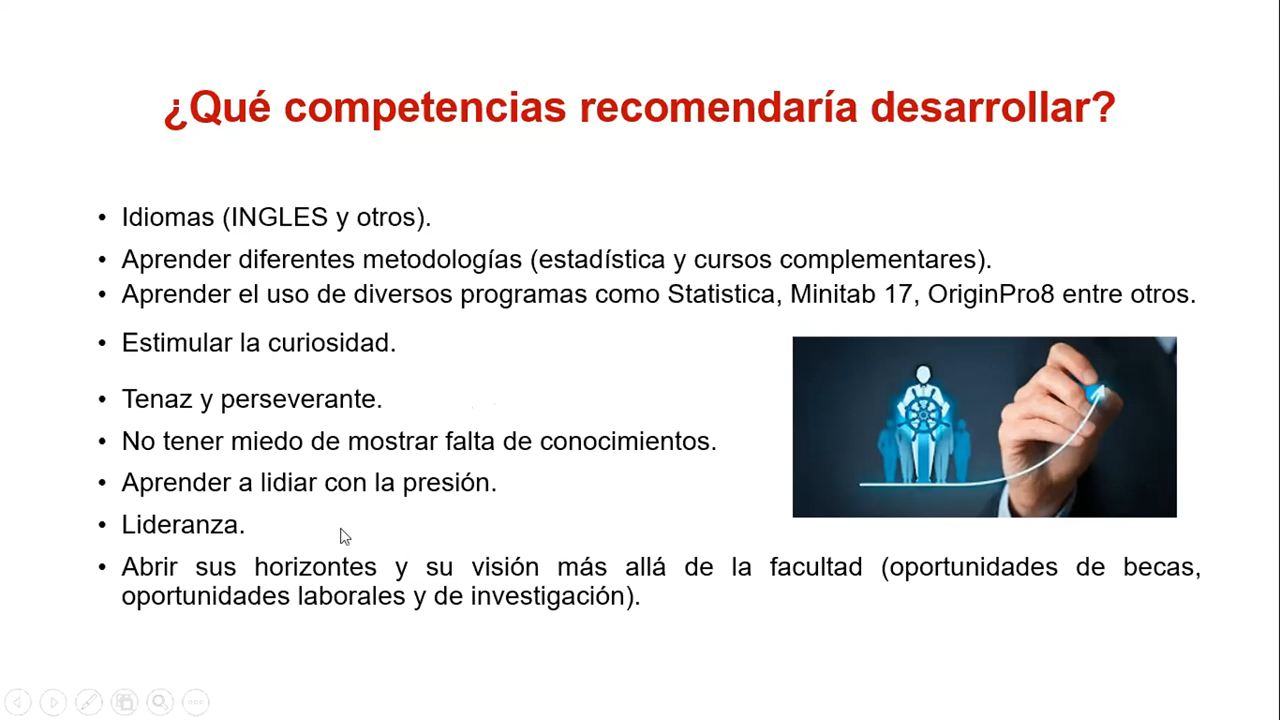 ¿Qué competencias recomendaría desarrollar?
• Idiomas (INGLES y otros).
• Aprender diferentes metodologías (estadística y cursos complementares).
• Aprender el uso de diversos programas como Statistica, Minitab 17, OriginPro8 entre otros.
• Estimular la curiosidad.
• Tenaz y perseverante.
• No tener miedo de mostrar falta de conocimientos.
• Aprender a lidiar con la presión.
• Lideranza.
• Abrir sus horizontes y su visión más allá de la facultad (oportunidades de becas,
oportunidades laborales y de investigación).